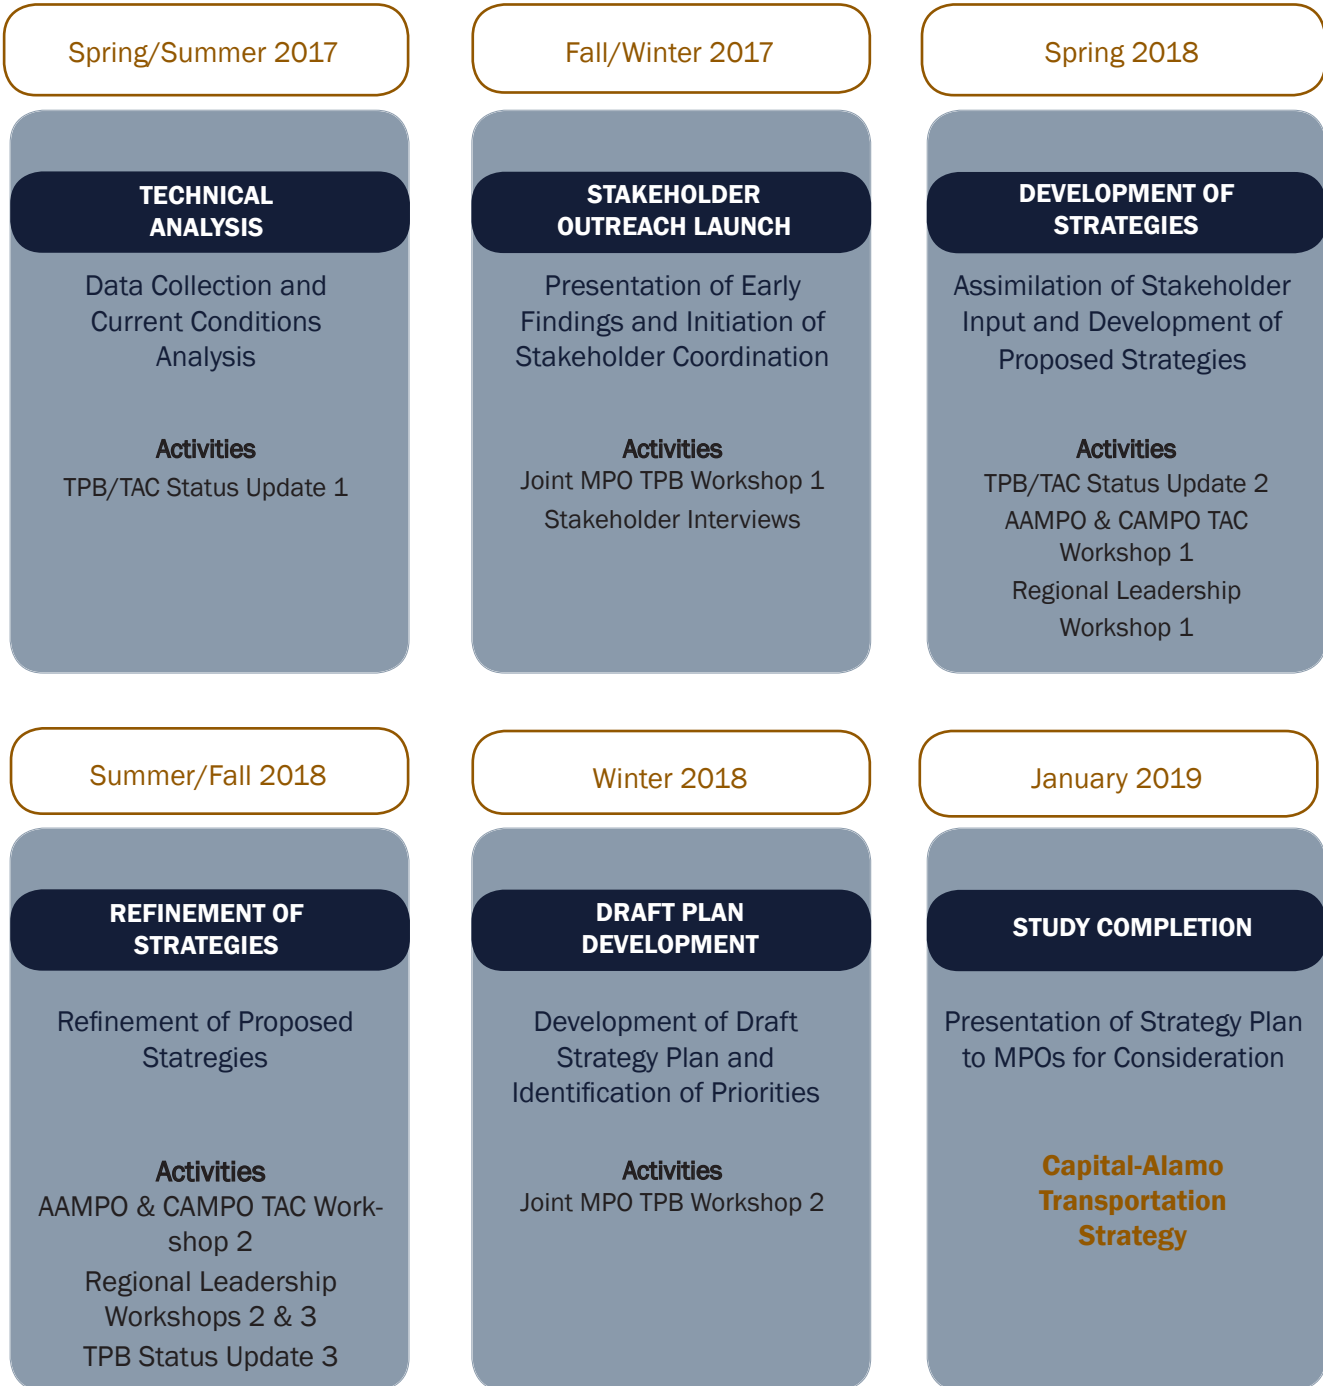 Spring/Summer 2017
TECHNICAL
ANALYSIS
Data Collection and
Current Conditions
Analysis
Activities
TPB/TAC Status Update 1
Fall/Winter 2017
STAKEHOLDER
OUTREACH LAUNCH
Presentation of Early
Findings and Initiation of
Stakeholder Coordination
Activities
Joint MPO TPB Workshop 1
Stakeholder Interviews
Spring 2018
DEVELOPMENT OF
STRATEGIES
Assimilation of Stakeholder
Input and Development of
Proposed Strategies
Activities
TPB/TAC Status Update 2
AAMPO & CAMPO TAC
Workshop 1
Regional Leadership
Workshop 1
Summer/Fall 2018
REFINEMENT OF
STRATEGIES
Refinement of Proposed
Statregies
Activities
AAMPO & CAMPO TAC Work-
shop 2
Regional Leadership
Workshops 2 & 3
TPB Status Update 3
Winter 2018
DRAFT PLAN
DEVELOPMENT
Development of Draft
Strategy Plan and
Identification of Priorities
Activities
Joint MPO TPB Workshop 2
January 2019
STUDY COMPLETION
Presentation of Strategy Plan
to MPOs for Consideration
Capital-Alamo
Transportation
Strategy